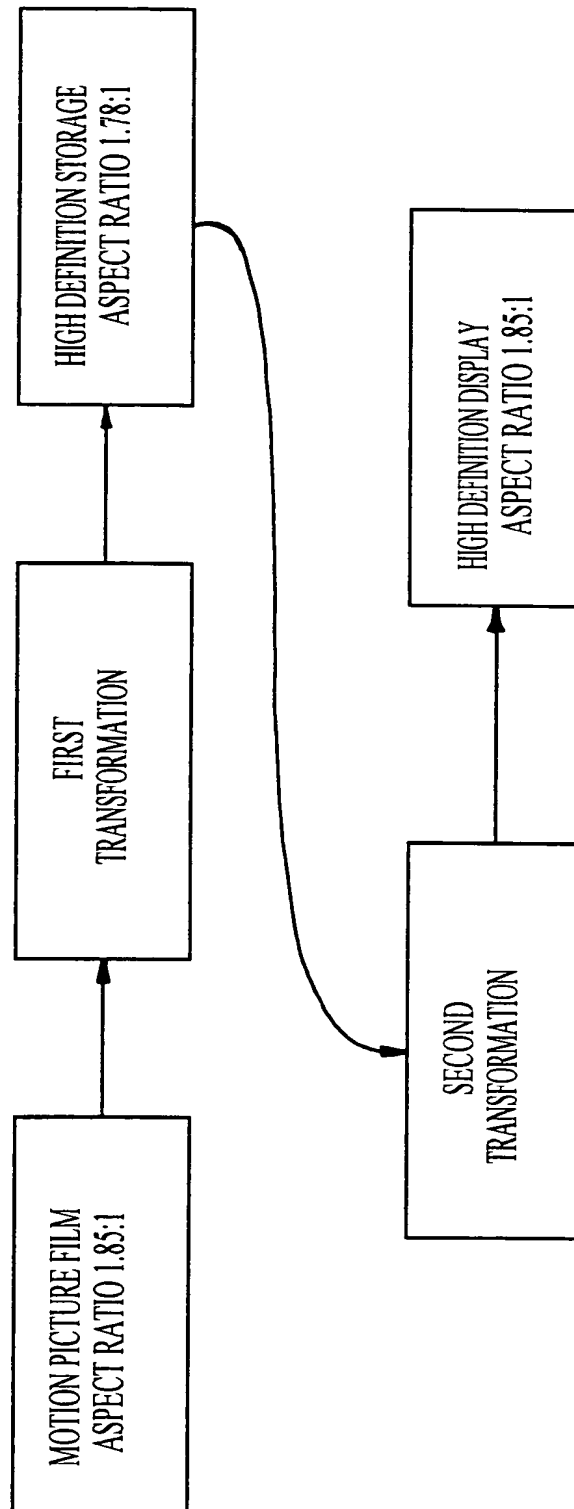 MOTION PICTURE FILM
ASPECT RATIO 1.85:1
FIRST
TRANSFORMATION
HIGH DEFINITION STORAGE
ASPECT RATIO 1.78:1
SECOND
TRANSFORMATION
HIGH DEFINITION DISPLAY
ASPECT RATIO 1.85:1